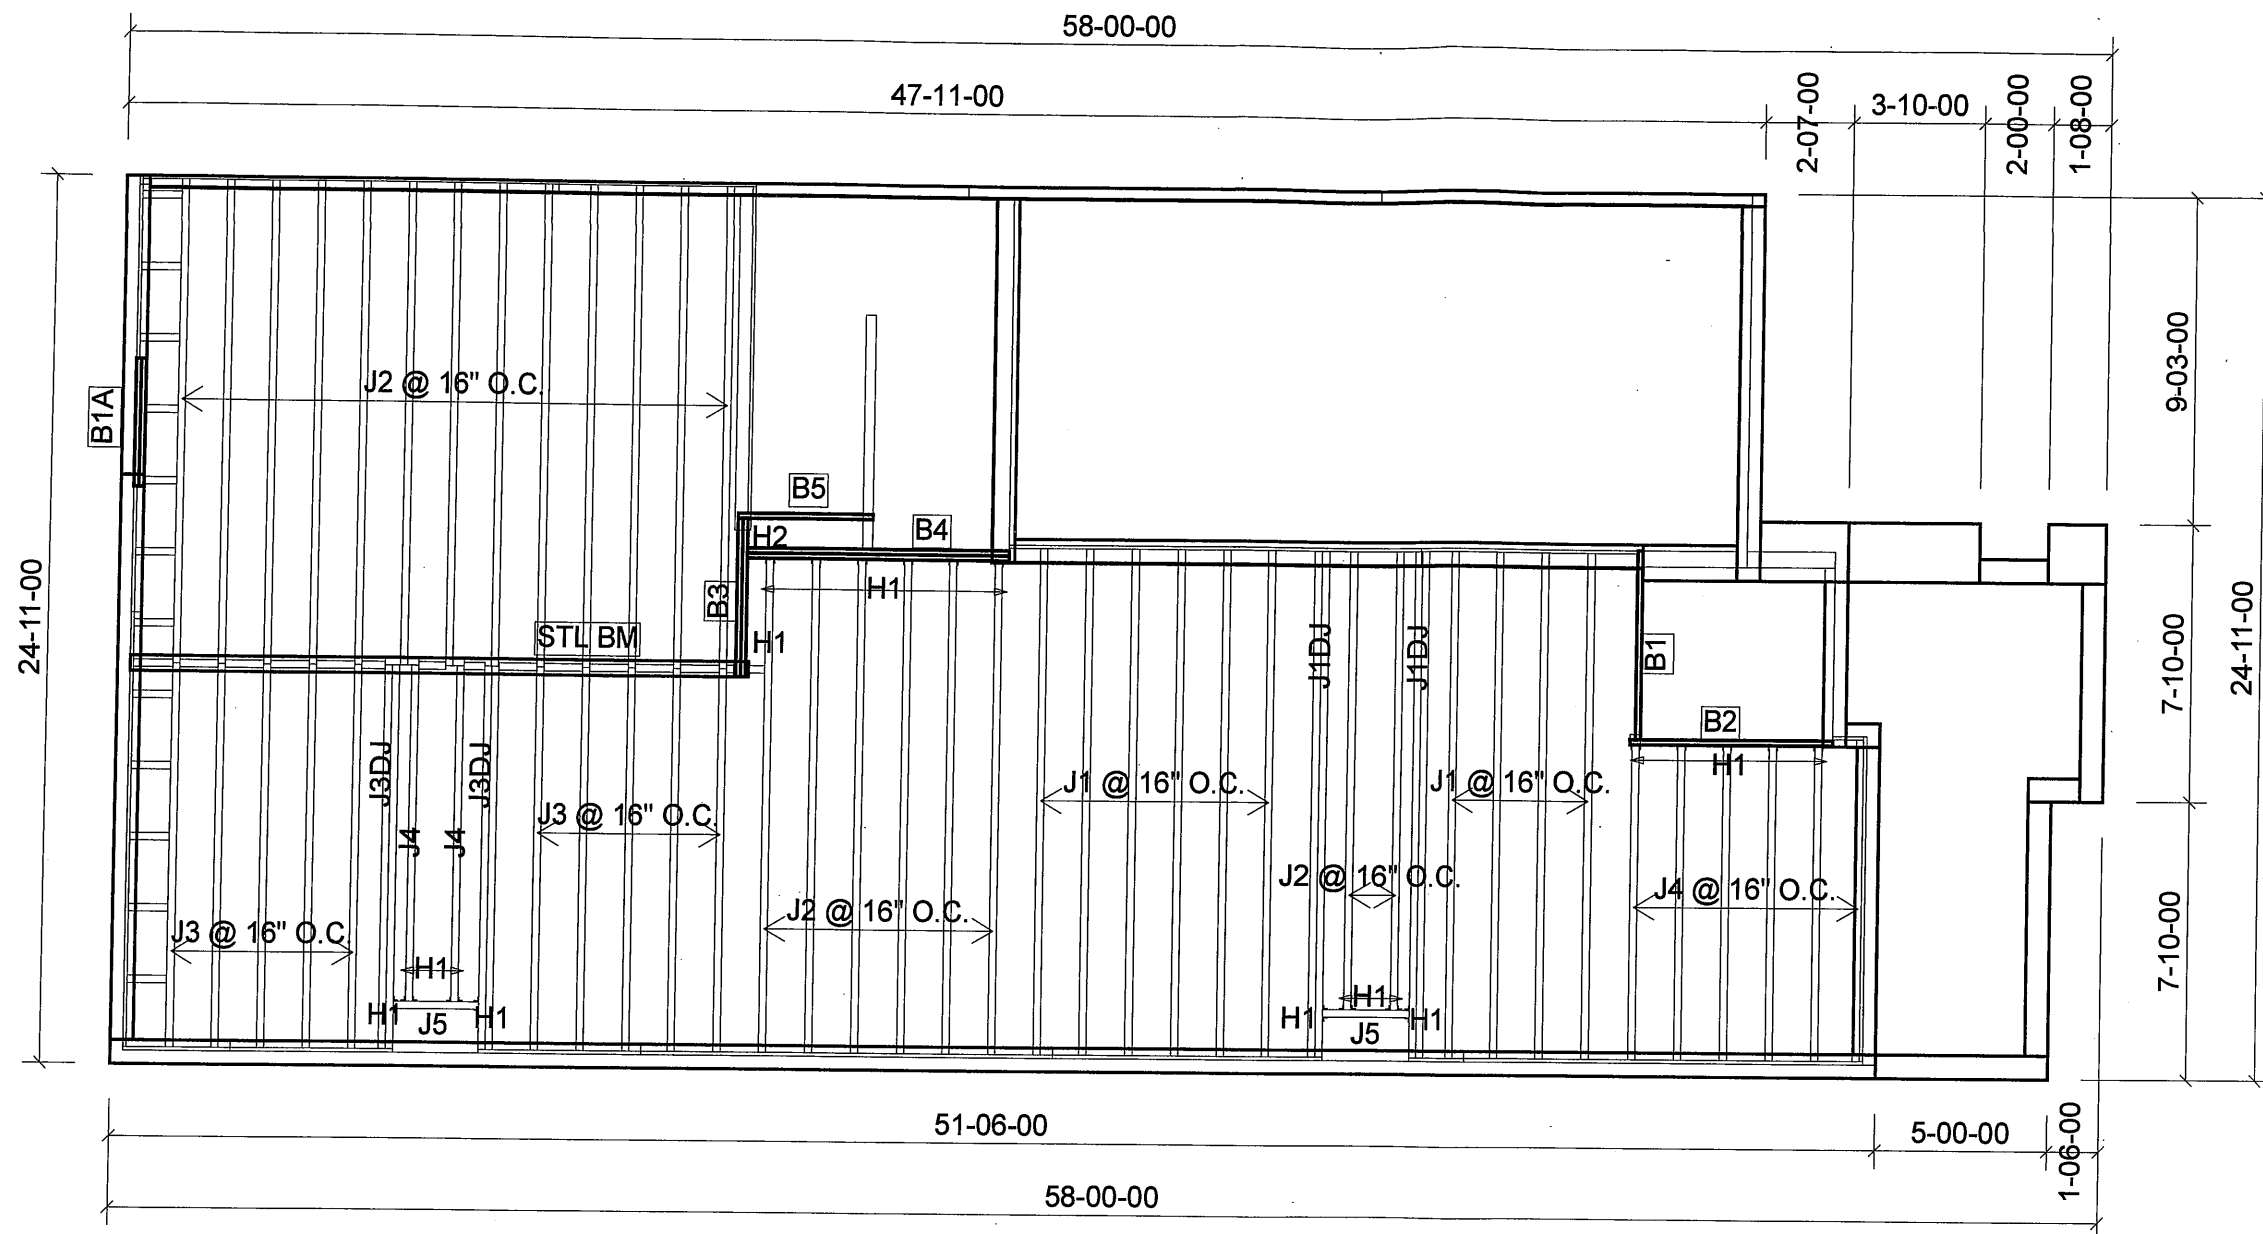 58-00-00
47-11-00
2-07-00
3-10-00
2-00-00
1-08-00
24-11-00
9-03-00
7-10-00
7-10-00
24-11-00
B1A
J2 @ 16" O.C.
B5
H2
B4
B3
H1
STL BM
H1
J1DJ
J1DJ
B1
B2
H1
J3DJ
J3DJ
J4
J4
J3 @ 16" O.C.
J1 @ 16" O.C.
J1 @ 16" O.C.
J2 @ 16" O.C.
J4 @ 16" O.C.
J2 @ 16" O.C.
J3 @ 16" O.C.
H1
H1
J5
H1
H1
H1
J5
H1
51-06-00
5-00-00
1-06-00
58-00-00